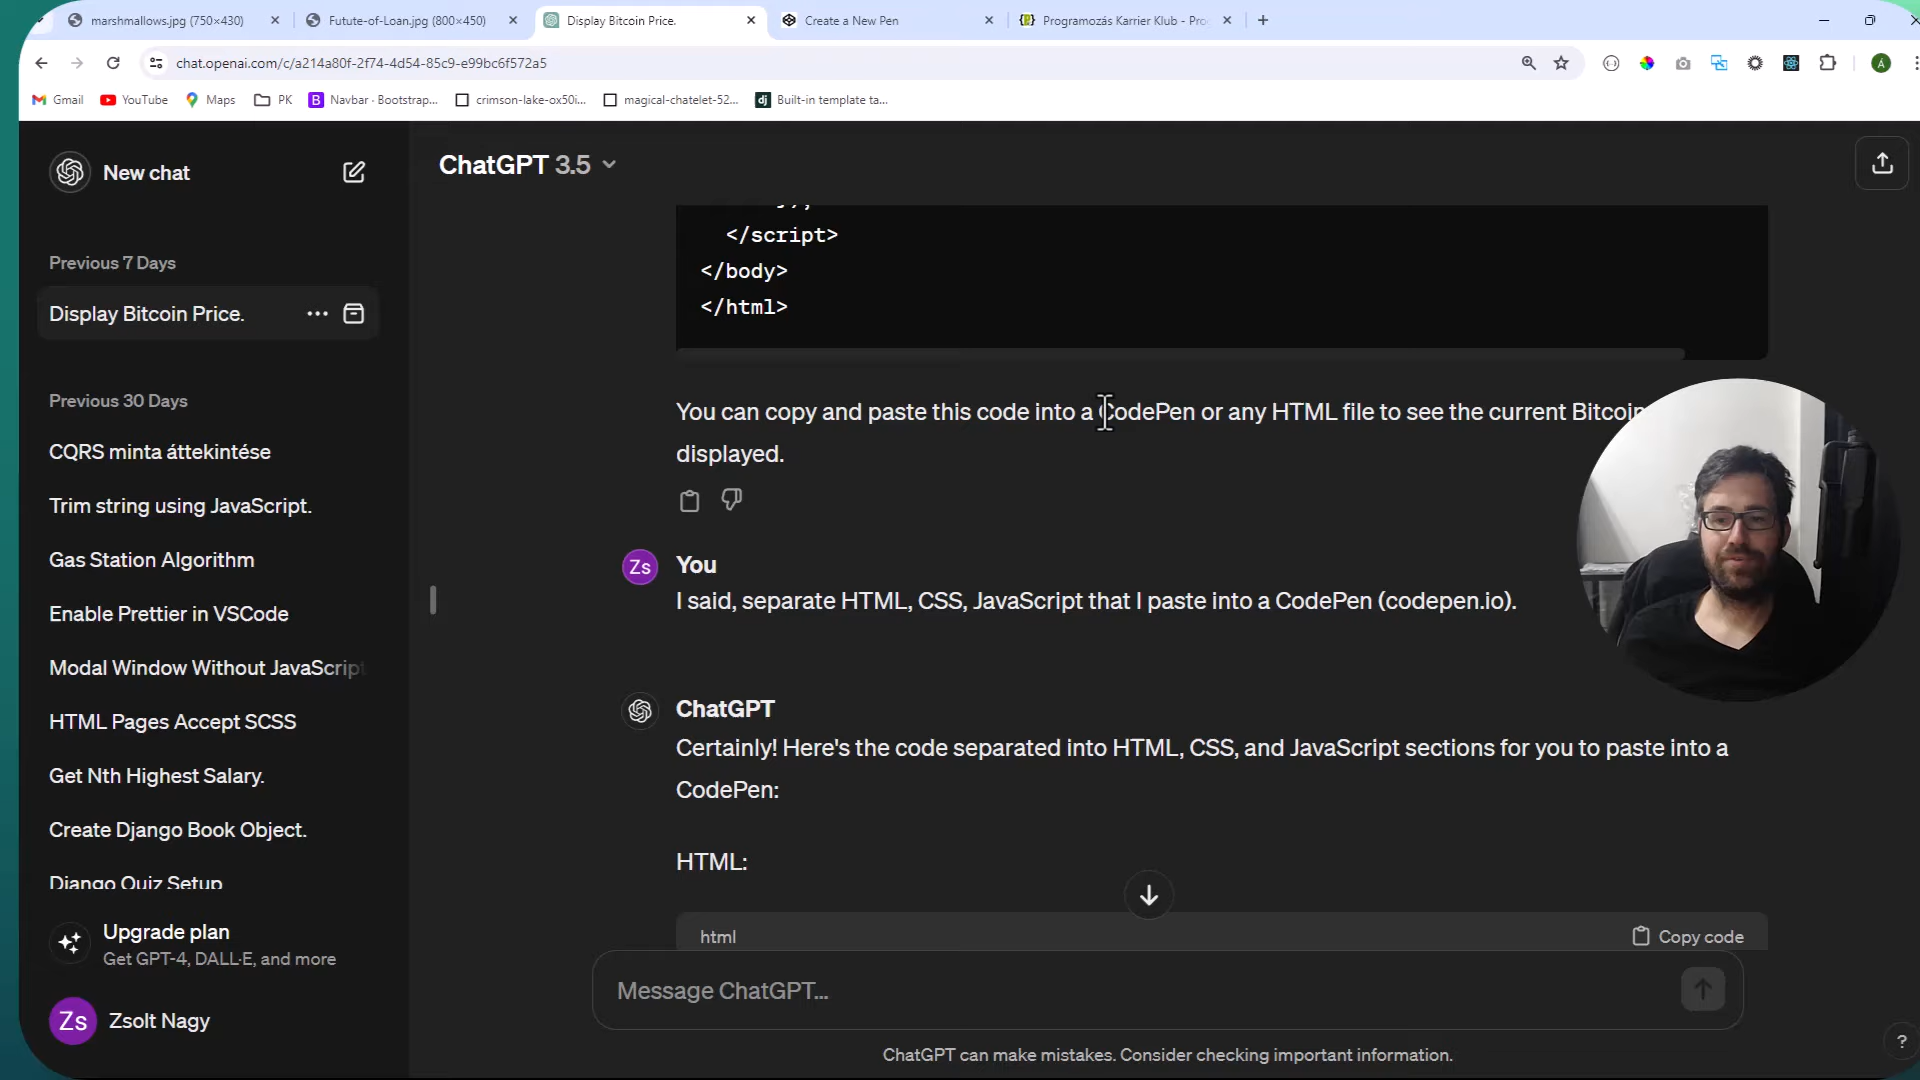 marshmallows.jpg (750×430)
Futute-of-Loan.jpg (800×450)
Display Bitcoin Price.
Create a New Pen
Programozás Karrier Klub - Pro
chat.openai.com/c/a214a80f-2f74-4d54-85c9-e99bc6f572a5
Á
Gmail
YouTube
Maps
PK
Navbar · Bootstrap...
crimson-lake-ox50i...
magical-chatelet-52...
Built-in template ta...
New chat
Previous 7 Days
Display Bitcoin Price.
Previous 30 Days
CQRS minta áttekintése
Trim string using JavaScript.
Gas Station Algorithm
Enable Prettier in VSCode
Modal Window Without JavaScript
HTML Pages Accept SCSS
Get Nth Highest Salary.
Create Django Book Object.
Django Quiz Setup
Upgrade plan
Get GPT-4, DALL·E, and more
Zs
Zsolt Nagy
ChatGPT 3.5
</script>
</body>
</html>
You can copy and paste this code into a CodePen or any HTML file to see the current Bitcoin
displayed.
Zs
You
I said, separate HTML, CSS, JavaScript that I paste into a CodePen (codepen.io).
ChatGPT
Certainly! Here's the code separated into HTML, CSS, and JavaScript sections for you to paste into a
CodePen:
HTML:
html
Copy code
Message ChatGPT...
ChatGPT can make mistakes. Consider checking important information.
?